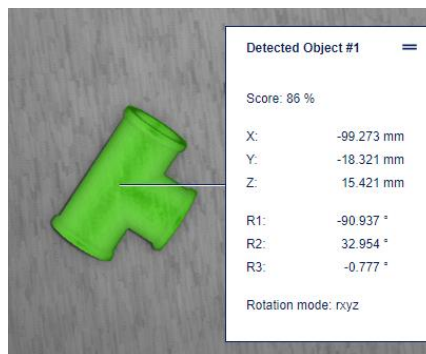 Detected Object #1
Score: 86 %
X: -99.273 mm
Y: -18.321 mm
Z: 15.421 mm
R1: -90.937 °
R2: 32.954 °
R3: -0.777 °
Rotation mode: rxyz